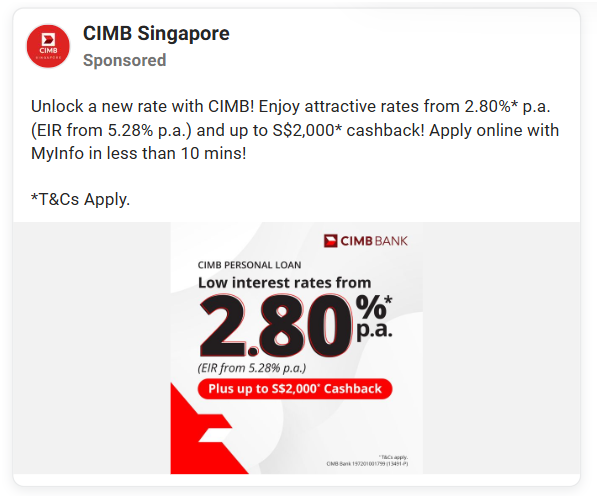 CIMB Singapore
CIMB
SINGAPORE
Sponsored
Unlock a new rate with CIMB! Enjoy attractive rates from 2.80%* p.a.
(EIR from 5.28% p.a.) and up to S$2,000* cashback! Apply online with
MyInfo in less than 10 mins!
*T&Cs Apply.
CIMB BANK
CIMB PERSONAL LOAN
Low interest rates from
2.80%* p.a.
(EIR from 5.28% p.a.)
Plus up to S$2,000* Cashback
*T&Cs apply.
CIMB Bank 197201001799 (13491-P)